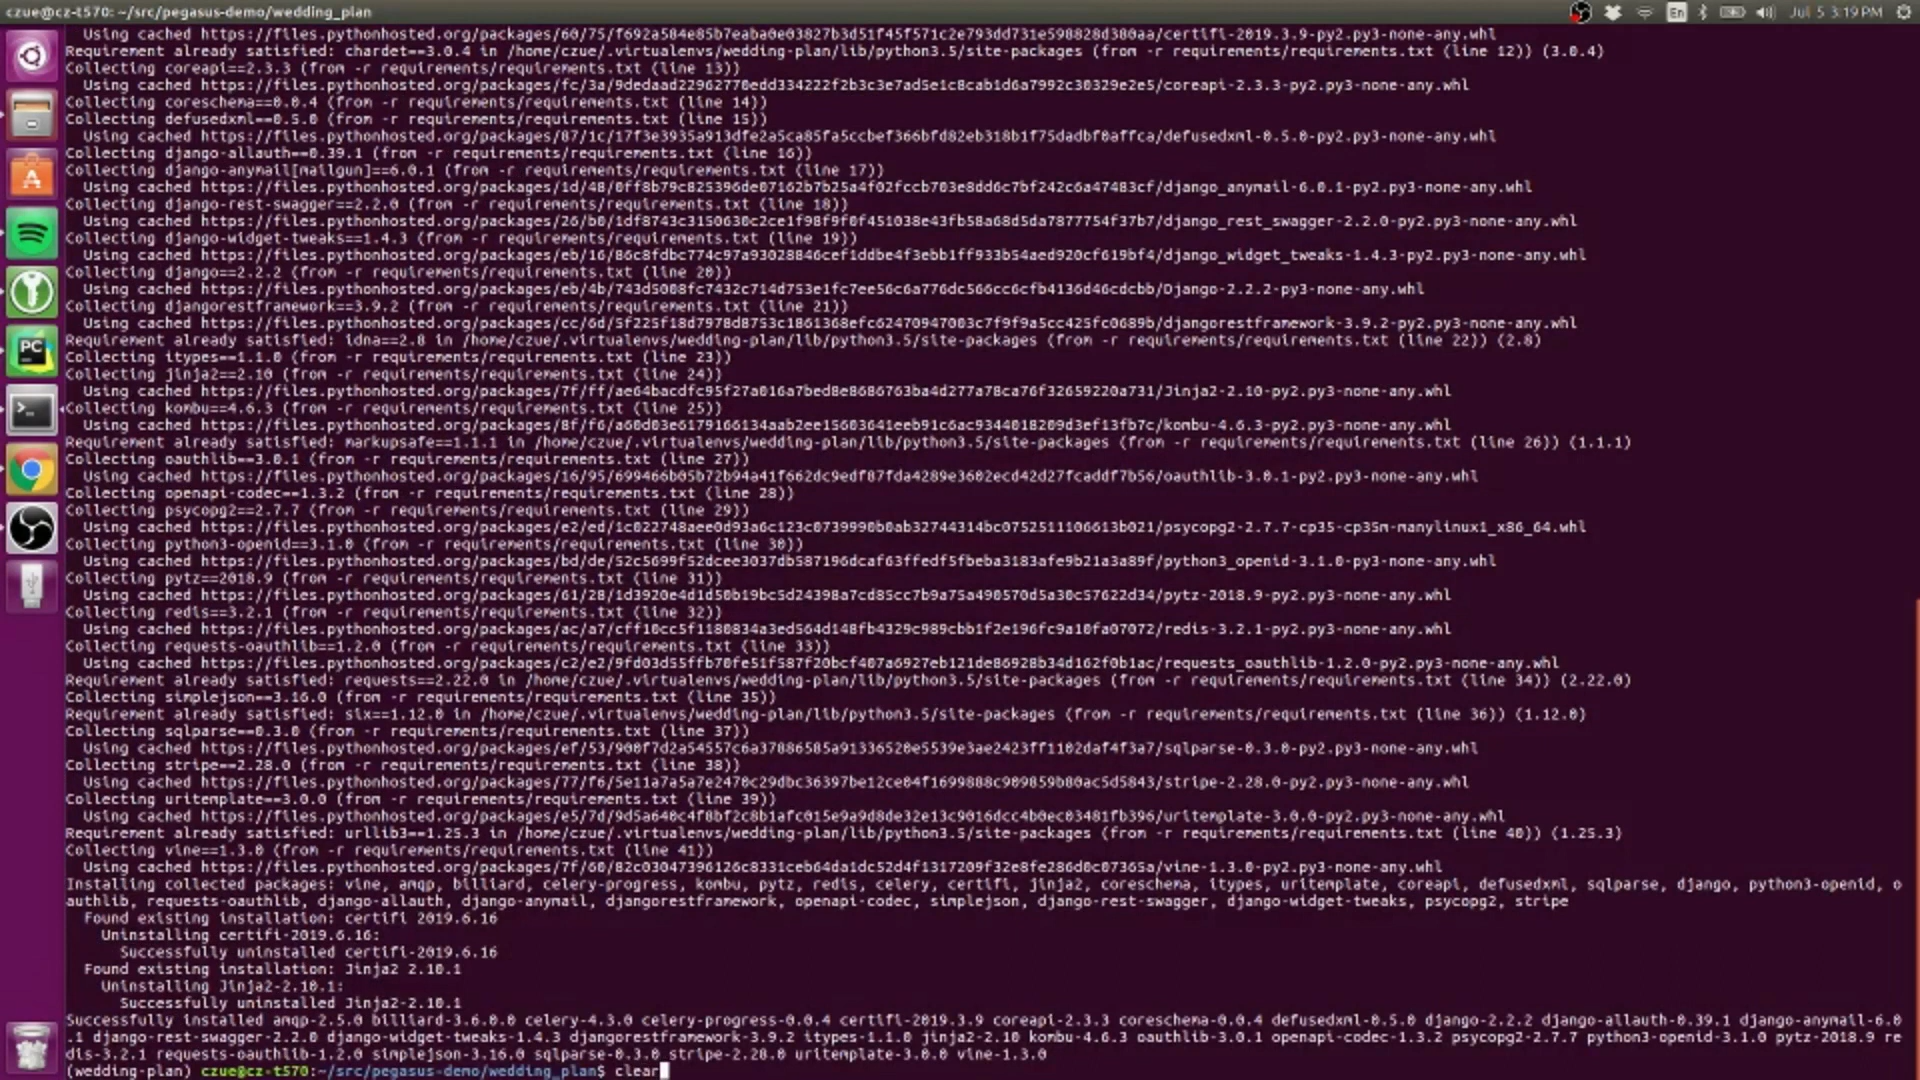 czue@cz-t570: ~/src/pegasus-demo/wedding_plan
En
Jul 5 3:19 PM
Using cached https://files.pythonhosted.org/packages/60/75/f692a584e85b7eaba0e03827b3d51f45f571c2e793dd731e598828d380aa/certifi-2019.3.9-py2.py3-none-any.whl
Requirement already satisfied: chardet==3.0.4 in /home/czue/.virtualenvs/wedding-plan/lib/python3.5/site-packages (from -r requirements/requirements.txt (line 12)) (3.0.4)
Collecting coreapi==2.3.3 (from -r requirements/requirements.txt (line 13))
Using cached https://files.pythonhosted.org/packages/fc/3a/9dedaad22962770edd334222f2b3c3e7ad5e1c8cab1d6a7992c30329e2e5/coreapi-2.3.3-py2.py3-none-any.whl
Collecting coreschema==0.0.4 (from -r requirements/requirements.txt (line 14))
Collecting defusedxml==0.5.0 (from -r requirements/requirements.txt (line 15))
Using cached https://files.pythonhosted.org/packages/87/1c/17f3e3935a913dfe2a5ca85fa5ccbef366bfd82eb318b1f75dadbf0affca/defusedxml-0.5.0-py2.py3-none-any.whl
Collecting django-allauth==0.39.1 (from -r requirements/requirements.txt (line 16))
Collecting django-anymail[mailgun]==6.0.1 (from -r requirements/requirements.txt (line 17))
Using cached https://files.pythonhosted.org/packages/1d/48/0ff8b79c825396de07162b7b25a4f02fccb703e8dd6c7bf242c6a47483cf/django_anymail-6.0.1-py2.py3-none-any.whl
Collecting django-rest-swagger==2.2.0 (from -r requirements/requirements.txt (line 18))
Using cached https://files.pythonhosted.org/packages/26/b0/1df8743c3150630c2ce1f98f9f0f451038e43fb58a68d5da7877754f37b7/django_rest_swagger-2.2.0-py2.py3-none-any.whl
Collecting django-widget-tweaks==1.4.3 (from -r requirements/requirements.txt (line 19))
Using cached https://files.pythonhosted.org/packages/eb/16/86c8fdbc774c97a93028846cef1ddbe4f3ebb1ff933b54aed920cf619bf4/django_widget_tweaks-1.4.3-py2.py3-none-any.whl
Collecting django==2.2.2 (from -r requirements/requirements.txt (line 20))
Using cached https://files.pythonhosted.org/packages/eb/4b/743d5008fc7432c714d753e1fc7ee56c6a776dc566cc6cfb4136d46cdcbb/Django-2.2.2-py3-none-any.whl
Collecting djangorestframework==3.9.2 (from -r requirements/requirements.txt (line 21))
Using cached https://files.pythonhosted.org/packages/cc/6d/5f225f18d7978d8753c1861368efc62470947003c7f9f9a5cc425fc0689b/djangorestframework-3.9.2-py2.py3-none-any.whl
Requirement already satisfied: idna==2.8 in /home/czue/.virtualenvs/wedding-plan/lib/python3.5/site-packages (from -r requirements/requirements.txt (line 22)) (2.8)
Collecting itypes==1.1.0 (from -r requirements/requirements.txt (line 23))
Collecting jinja2==2.10 (from -r requirements/requirements.txt (line 24))
Using cached https://files.pythonhosted.org/packages/7f/ff/ae64bacdfc95f27a016a7bed8e8686763ba4d277a78ca76f32659220a731/Jinja2-2.10-py2.py3-none-any.whl
Collecting kombu==4.6.3 (from -r requirements/requirements.txt (line 25))
Using cached https://files.pythonhosted.org/packages/8f/f6/a60d03e6179166134aab2ee15603641eeb91c6ac9344018209d3ef13fb7c/kombu-4.6.3-py2.py3-none-any.whl
Requirement already satisfied: markupsafe==1.1.1 in /home/czue/.virtualenvs/wedding-plan/lib/python3.5/site-packages (from -r requirements/requirements.txt (line 26)) (1.1.1)
Collecting oauthlib==3.0.1 (from -r requirements/requirements.txt (line 27))
Using cached https://files.pythonhosted.org/packages/16/95/699466b05b72b94a41f662dc9edf87fda4289e3602ecd42d27fcaddf7b56/oauthlib-3.0.1-py2.py3-none-any.whl
Collecting openapi-codec==1.3.2 (from -r requirements/requirements.txt (line 28))
Collecting psycopg2==2.7.7 (from -r requirements/requirements.txt (line 29))
Using cached https://files.pythonhosted.org/packages/e2/ed/1c022748aee0d93a6c123c0739990b0ab32744314bc0752511106613b021/psycopg2-2.7.7-cp35-cp35m-manylinux1_x86_64.whl
Collecting python3-openid==3.1.0 (from -r requirements/requirements.txt (line 30))
Using cached https://files.pythonhosted.org/packages/bd/de/52c5699f52dcee3037db587196dcaf63ffedf5fbeba3183afe9b21a3a89f/python3_openid-3.1.0-py3-none-any.whl
Collecting pytz==2018.9 (from -r requirements/requirements.txt (line 31))
Using cached https://files.pythonhosted.org/packages/61/28/1d3920e4d1d50b19bc5d24398a7cd85cc7b9a75a490570d5a30c57622d34/pytz-2018.9-py2.py3-none-any.whl
Collecting redis==3.2.1 (from -r requirements/requirements.txt (line 32))
Using cached https://files.pythonhosted.org/packages/ac/a7/cff10cc5f1180834a3ed564d148fb4329c989cbb1f2e196fc9a10fa07072/redis-3.2.1-py2.py3-none-any.whl
Collecting requests-oauthlib==1.2.0 (from -r requirements/requirements.txt (line 33))
Using cached https://files.pythonhosted.org/packages/c2/e2/9fd03d55ffb70fe51f587f20bcf407a6927eb121de86928b34d162f0b1ac/requests_oauthlib-1.2.0-py2.py3-none-any.whl
Requirement already satisfied: requests==2.22.0 in /home/czue/.virtualenvs/wedding-plan/lib/python3.5/site-packages (from -r requirements/requirements.txt (line 34)) (2.22.0)
Collecting simplejson==3.16.0 (from -r requirements/requirements.txt (line 35))
Requirement already satisfied: six==1.12.0 in /home/czue/.virtualenvs/wedding-plan/lib/python3.5/site-packages (from -r requirements/requirements.txt (line 36)) (1.12.0)
Collecting sqlparse==0.3.0 (from -r requirements/requirements.txt (line 37))
Using cached https://files.pythonhosted.org/packages/ef/53/900f7d2a54557c6a37886585a91336520e5539e3ae2423ff1102daf4f3a7/sqlparse-0.3.0-py2.py3-none-any.whl
Collecting stripe==2.28.0 (from -r requirements/requirements.txt (line 38))
Using cached https://files.pythonhosted.org/packages/77/f6/5e11a7a5a7e2470c29dbc36397be12ce04f1699888c909859b80ac5d5843/stripe-2.28.0-py2.py3-none-any.whl
Collecting uritemplate==3.0.0 (from -r requirements/requirements.txt (line 39))
Using cached https://files.pythonhosted.org/packages/e5/7d/9d5a640c4f8bf2c8b1afc015e9a9d8de32e13c9016dcc4b0ec03481fb396/uritemplate-3.0.0-py2.py3-none-any.whl
Requirement already satisfied: urllib3==1.25.3 in /home/czue/.virtualenvs/wedding-plan/lib/python3.5/site-packages (from -r requirements/requirements.txt (line 40)) (1.25.3)
Collecting vine==1.3.0 (from -r requirements/requirements.txt (line 41))
Using cached https://files.pythonhosted.org/packages/7f/60/82c03047396126c8331ceb64da1dc52d4f1317209f32e8fe286d0c07365a/vine-1.3.0-py2.py3-none-any.whl
Installing collected packages: vine, amqp, billiard, celery-progress, kombu, pytz, redis, celery, certifi, jinja2, coreschema, itypes, uritemplate, coreapi, defusedxml, sqlparse, django, python3-openid, o
authlib, requests-oauthlib, django-allauth, django-anymail, djangorestframework, openapi-codec, simplejson, django-rest-swagger, django-widget-tweaks, psycopg2, stripe
Found existing installation: certifi 2019.6.16
Uninstalling certifi-2019.6.16:
Successfully uninstalled certifi-2019.6.16
Found existing installation: Jinja2 2.10.1
Uninstalling Jinja2-2.10.1:
Successfully uninstalled Jinja2-2.10.1
Successfully installed amqp-2.5.0 billiard-3.6.0.0 celery-4.3.0 celery-progress-0.0.4 certifi-2019.3.9 coreapi-2.3.3 coreschema-0.0.4 defusedxml-0.5.0 django-2.2.2 django-allauth-0.39.1 django-anymail-6.0
.1 django-rest-swagger-2.2.0 django-widget-tweaks-1.4.3 djangorestframework-3.9.2 itypes-1.1.0 jinja2-2.10 kombu-4.6.3 oauthlib-3.0.1 openapi-codec-1.3.2 psycopg2-2.7.7 python3-openid-3.1.0 pytz-2018.9 re
dis-3.2.1 requests-oauthlib-1.2.0 simplejson-3.16.0 sqlparse-0.3.0 stripe-2.28.0 uritemplate-3.0.0 vine-1.3.0
(wedding-plan) czue@cz-t570:~/src/pegasus-demo/wedding_plan$ clear
PC